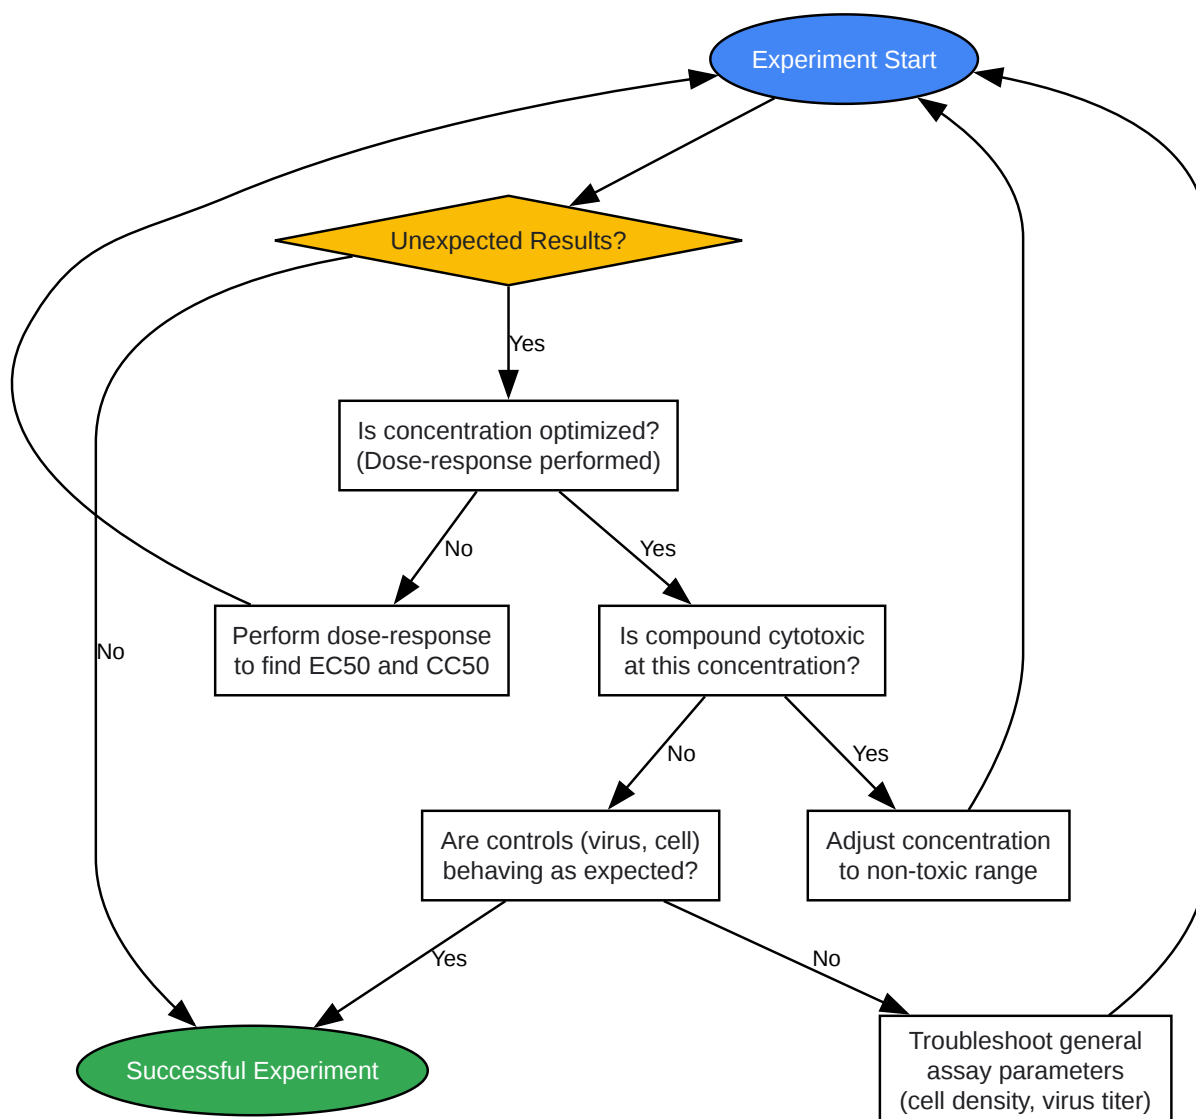 Experiment Start
Unexpected Results?
Yes
Is concentration optimized?
(Dose-response performed)
No
Yes
Perform dose-response
to find EC50 and CC50
Is compound cytotoxic
at this concentration?
No
No
Yes
Are controls (virus, cell)
behaving as expected?
Adjust concentration
to non-toxic range
Yes
No
Successful Experiment
Troubleshoot general
assay parameters
(cell density, virus titer)